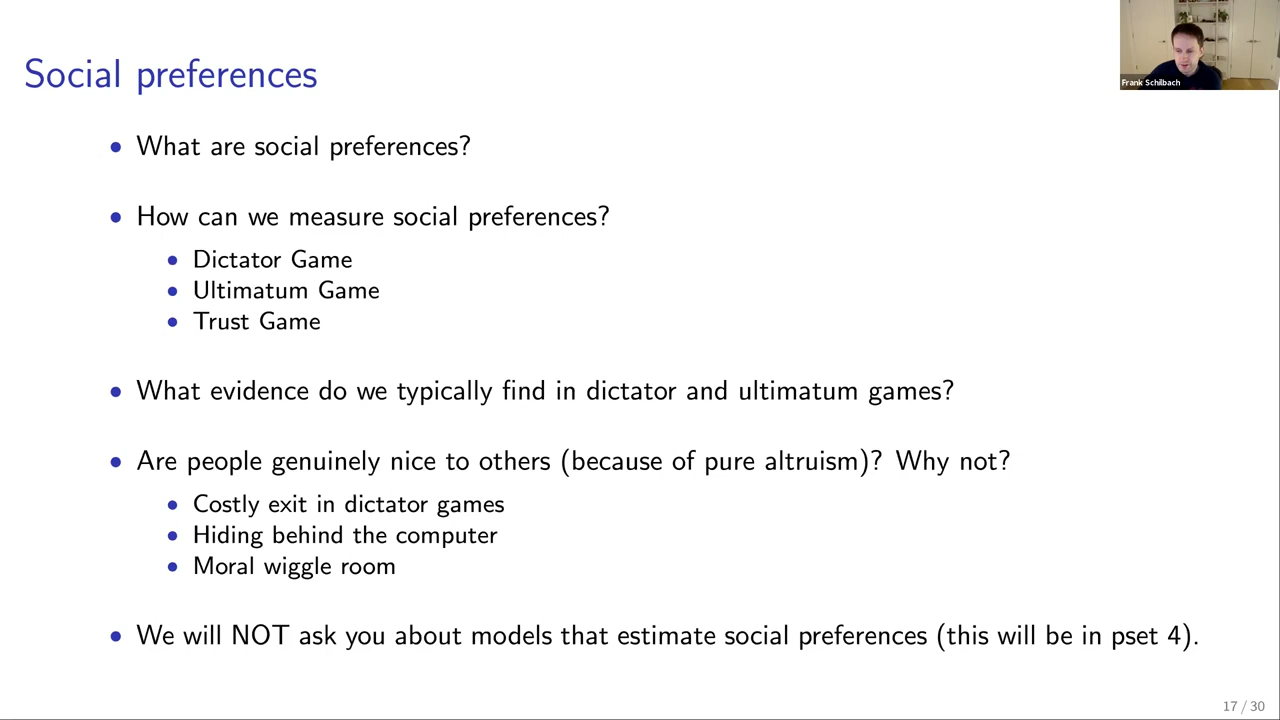 Frank Schilbach
Social preferences
• What are social preferences?
• How can we measure social preferences?
• Dictator Game
• Ultimatum Game
• Trust Game
• What evidence do we typically find in dictator and ultimatum games?
• Are people genuinely nice to others (because of pure altruism)? Why not?
• Costly exit in dictator games
• Hiding behind the computer
• Moral wiggle room
• We will NOT ask you about models that estimate social preferences (this will be in pset 4).
17 / 30